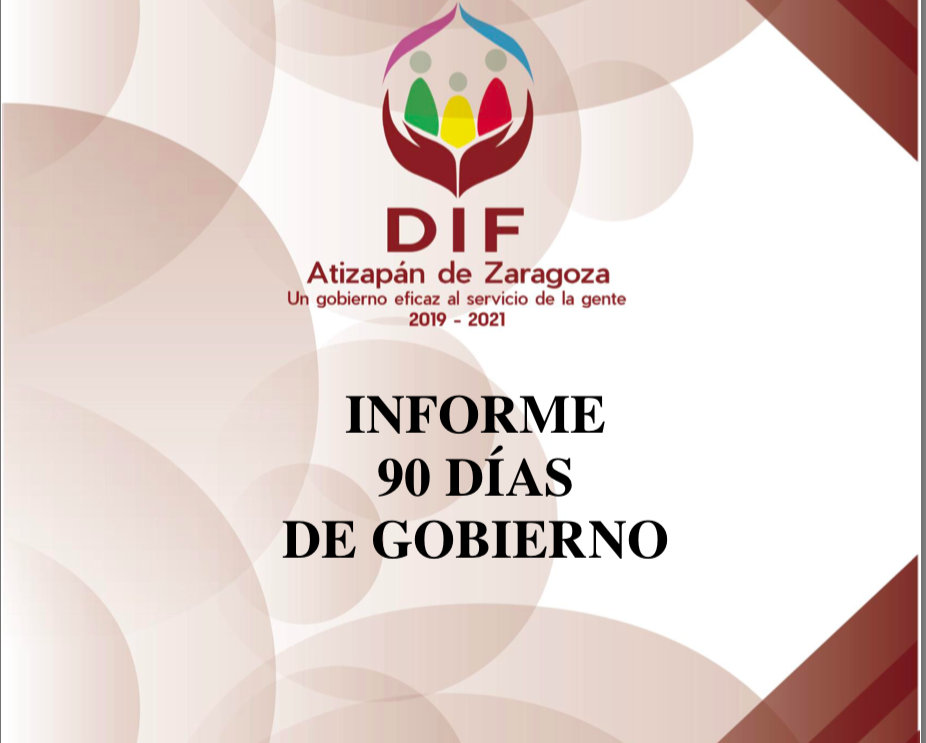 DIF
Atizapán de Zaragoza
Un gobierno eficaz al servicio de la gente
2019 - 2021
INFORME
90 DÍAS
DE GOBIERNO